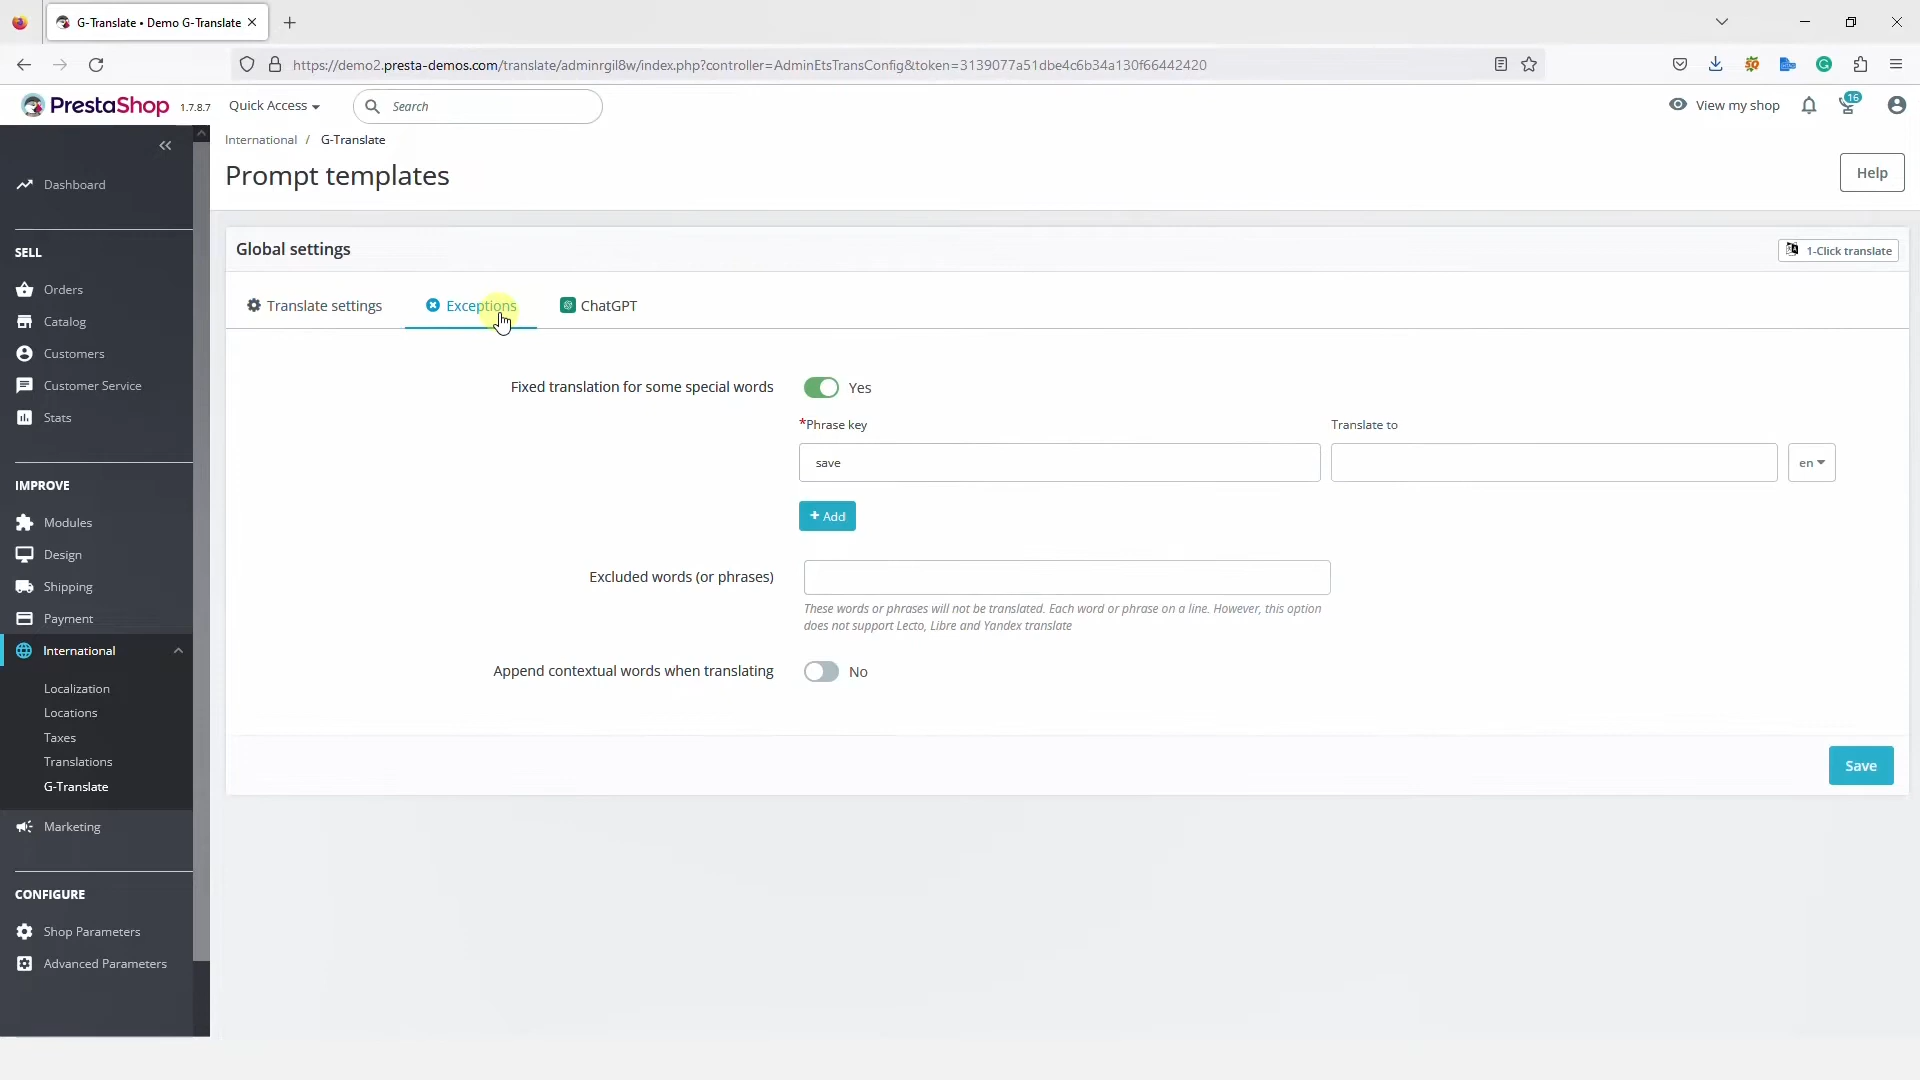 G-Translate • Demo G-Translate
https://demo2.presta-demos.com/translate/adminrgil8w/index.php?controller=AdminEtsTransConfig&token=3139077a51dbe4c6b34a130f66442420
PrestaShop 1.7.8.7
Quick Access
Search
View my shop
16
International / G-Translate
Prompt templates
Help
Dashboard
SELL
Orders
Catalog
Customers
Customer Service
Stats
IMPROVE
Modules
Design
Shipping
Payment
International
Localization
Locations
Taxes
Translations
G-Translate
Marketing
CONFIGURE
Shop Parameters
Advanced Parameters
Global settings
1-Click translate
Translate settings
Exceptions
ChatGPT
Fixed translation for some special words
Yes
*Phrase key
Translate to
save
en
+ Add
Excluded words (or phrases)
These words or phrases will not be translated. Each word or phrase on a line. However, this option
does not support Lecto, Libre and Yandex translate
Append contextual words when translating
No
Save